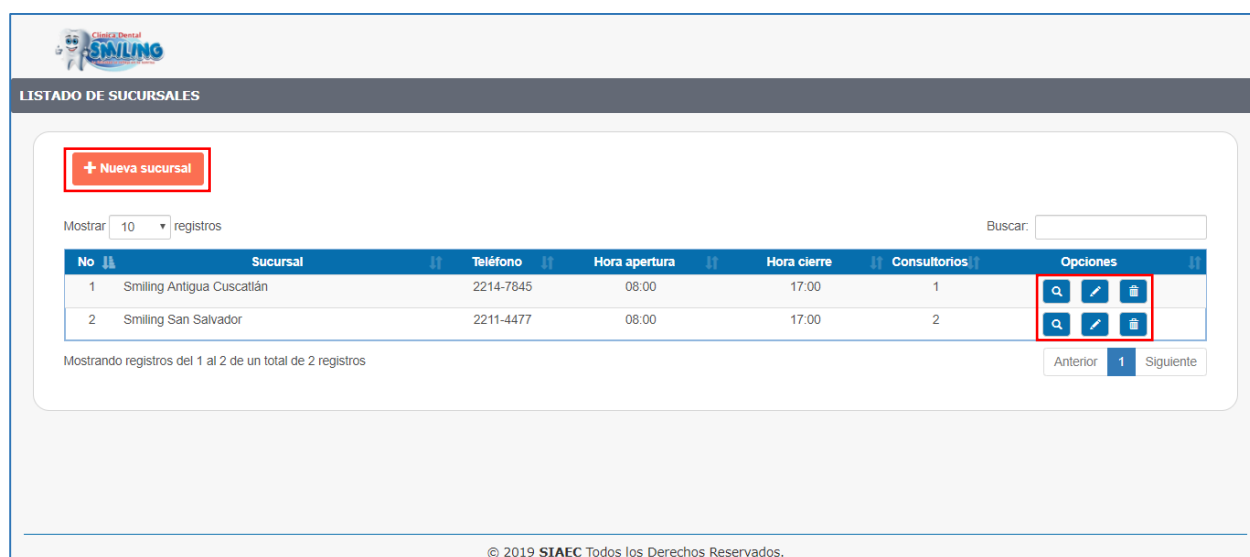 Clínica Dental
SMILING
LISTADO DE SUCURSALES
Nueva sucursal
Mostrar 10 registros Buscar:
No Sucursal Teléfono Hora apertura Hora cierre Consultorios Opciones
1 Smiling Antigua Cuscatlán 2214-7845 08:00 17:00 1
2 Smiling San Salvador 2211-4477 08:00 17:00 2
Mostrando registros del 1 al 2 de un total de 2 registros Anterior 1 Siguiente
© 2019 SIAEC Todos los Derechos Reservados.